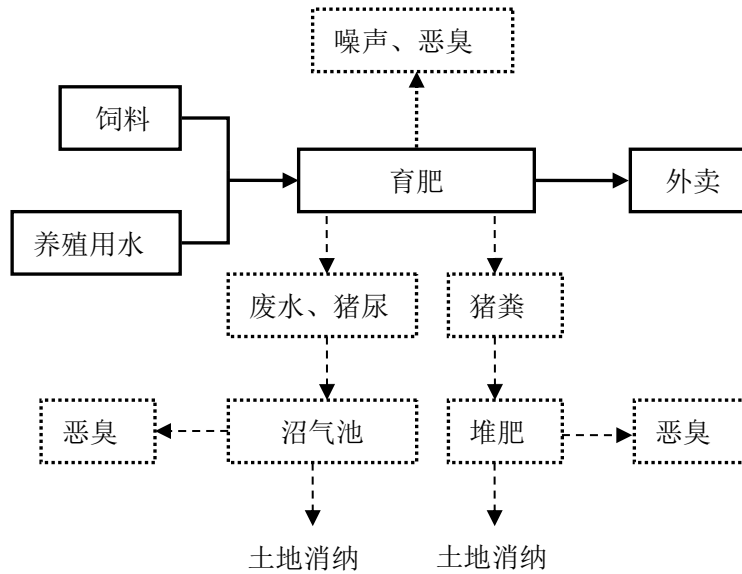 噪声、恶臭
饲料
育肥
外卖
养殖用水
废水、猪尿
猪粪
恶臭
沼气池
堆肥
恶臭
土地消纳
土地消纳